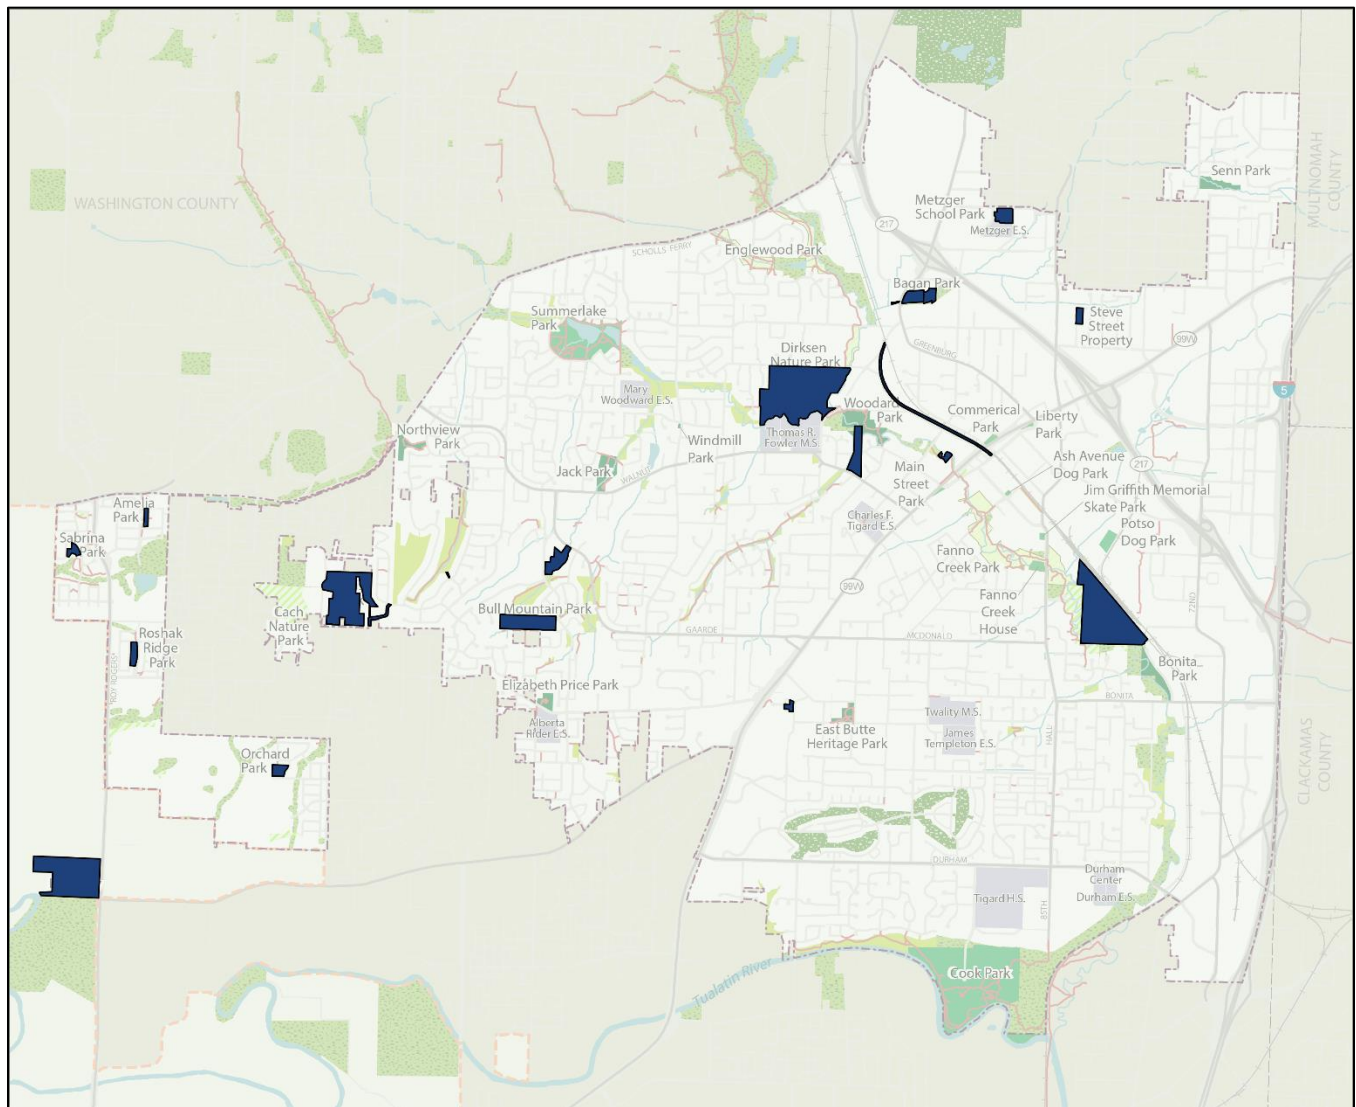 MULTNOMAH
COUNTY
Senn Park
WASHINGTON COUNTY
Metzger
School Park
Metzger E.S.
217
SCHOLLS FERRY
Englewood Park
Bagan Park
Summerlake
Park
Steve
Street
Property
99W
GREENBURG
Dirksen
Nature Park
5
Mary
Woodward E.S.
Woodard
Park
Commerical
Park
Liberty
Park
Northview
Park
Thomas R.
Fowler M.S.
Windmill
Park
Jack Park
WALNUT
Main
Street
Park
Ash Avenue
Dog Park
217
Jim Griffith Memorial
Skate Park
Amelia
Park
Charles F.
Tigard E.S.
Potso
Dog Park
Sabrina
Park
Fanno
Creek Park
99W
Fanno
Creek
House
72ND
Cach
Nature
Park
Bull Mountain Park
GAARDE
MCDONALD
Roshak
Ridge
Park
ROY ROGERS
Bonita
Park
Elizabeth Price Park
BONITA
Alberta
Rider E.S.
Twality M.S.
East Butte
Heritage Park
James
Templeton E.S.
HALL
CLACKAMAS
COUNTY
Orchard
Park
DURHAM
Durham
Center
Durham E.S.
Tigard H.S.
85TH
Cook Park
Tualatin River